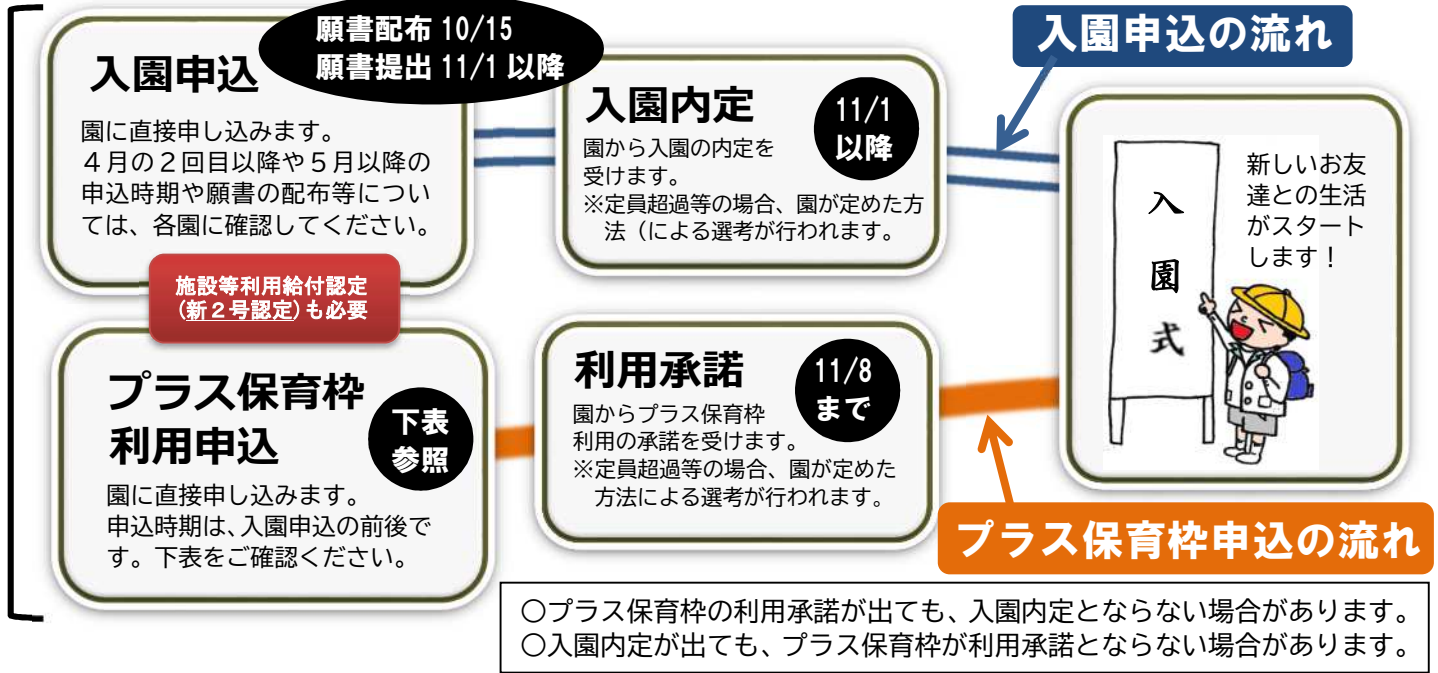 入園申込の流れ
願書配布 10/15
願書提出 11/1 以降
入園申込
園に直接申し込みます。
４月の２回目以降や５月以降の
申込時期や願書の配布等につい
ては、各園に確認してください。
入園内定
11/1
以降
園から入園の内定を
受けます。
※定員超過等の場合、園が定めた方
法（による選考が行われます。
施設等利用給付認定
(新２号認定)も必要
プラス保育枠
利用申込
下表
参照
園に直接申し込みます。
申込時期は、入園申込の前後で
す。下表をご確認ください。
利用承諾
11/8
まで
園からプラス保育枠
利用の承諾を受けます。
※定員超過等の場合、園が定めた
方法による選考が行われます。
入園式
新しいお友
達との生活
がスタート
します！
プラス保育枠申込の流れ
〇プラス保育枠の利用承諾が出ても、入園内定とならない場合があります。
〇入園内定が出ても、プラス保育枠が利用承諾とならない場合があります。